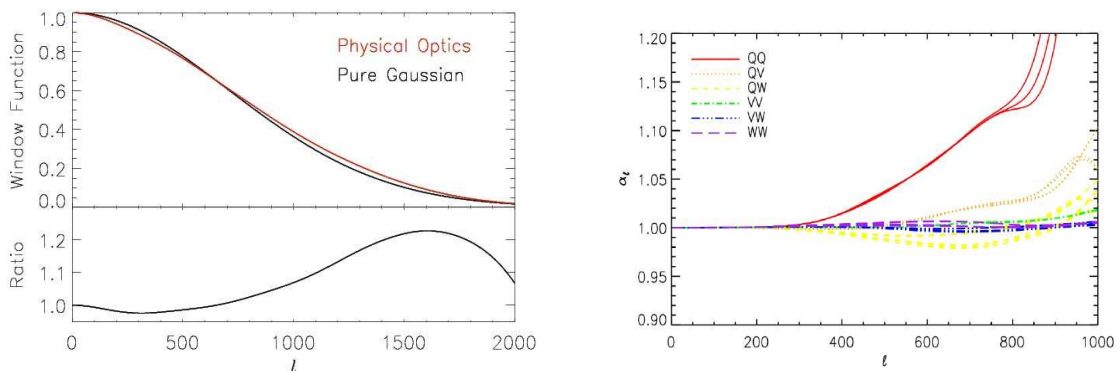 Window Function
1.0
0.8
0.6
0.4
0.2
0.0
Physical Optics
Pure Gaussian
Ratio
1.2
1.1
1.0
0 500 1000 1500 2000
l
αℓ
1.20
1.15
1.10
1.05
1.00
0.95
0.90
QQ
QV
QW
VV
VW
WW
0 200 400 600 800 1000
ℓ